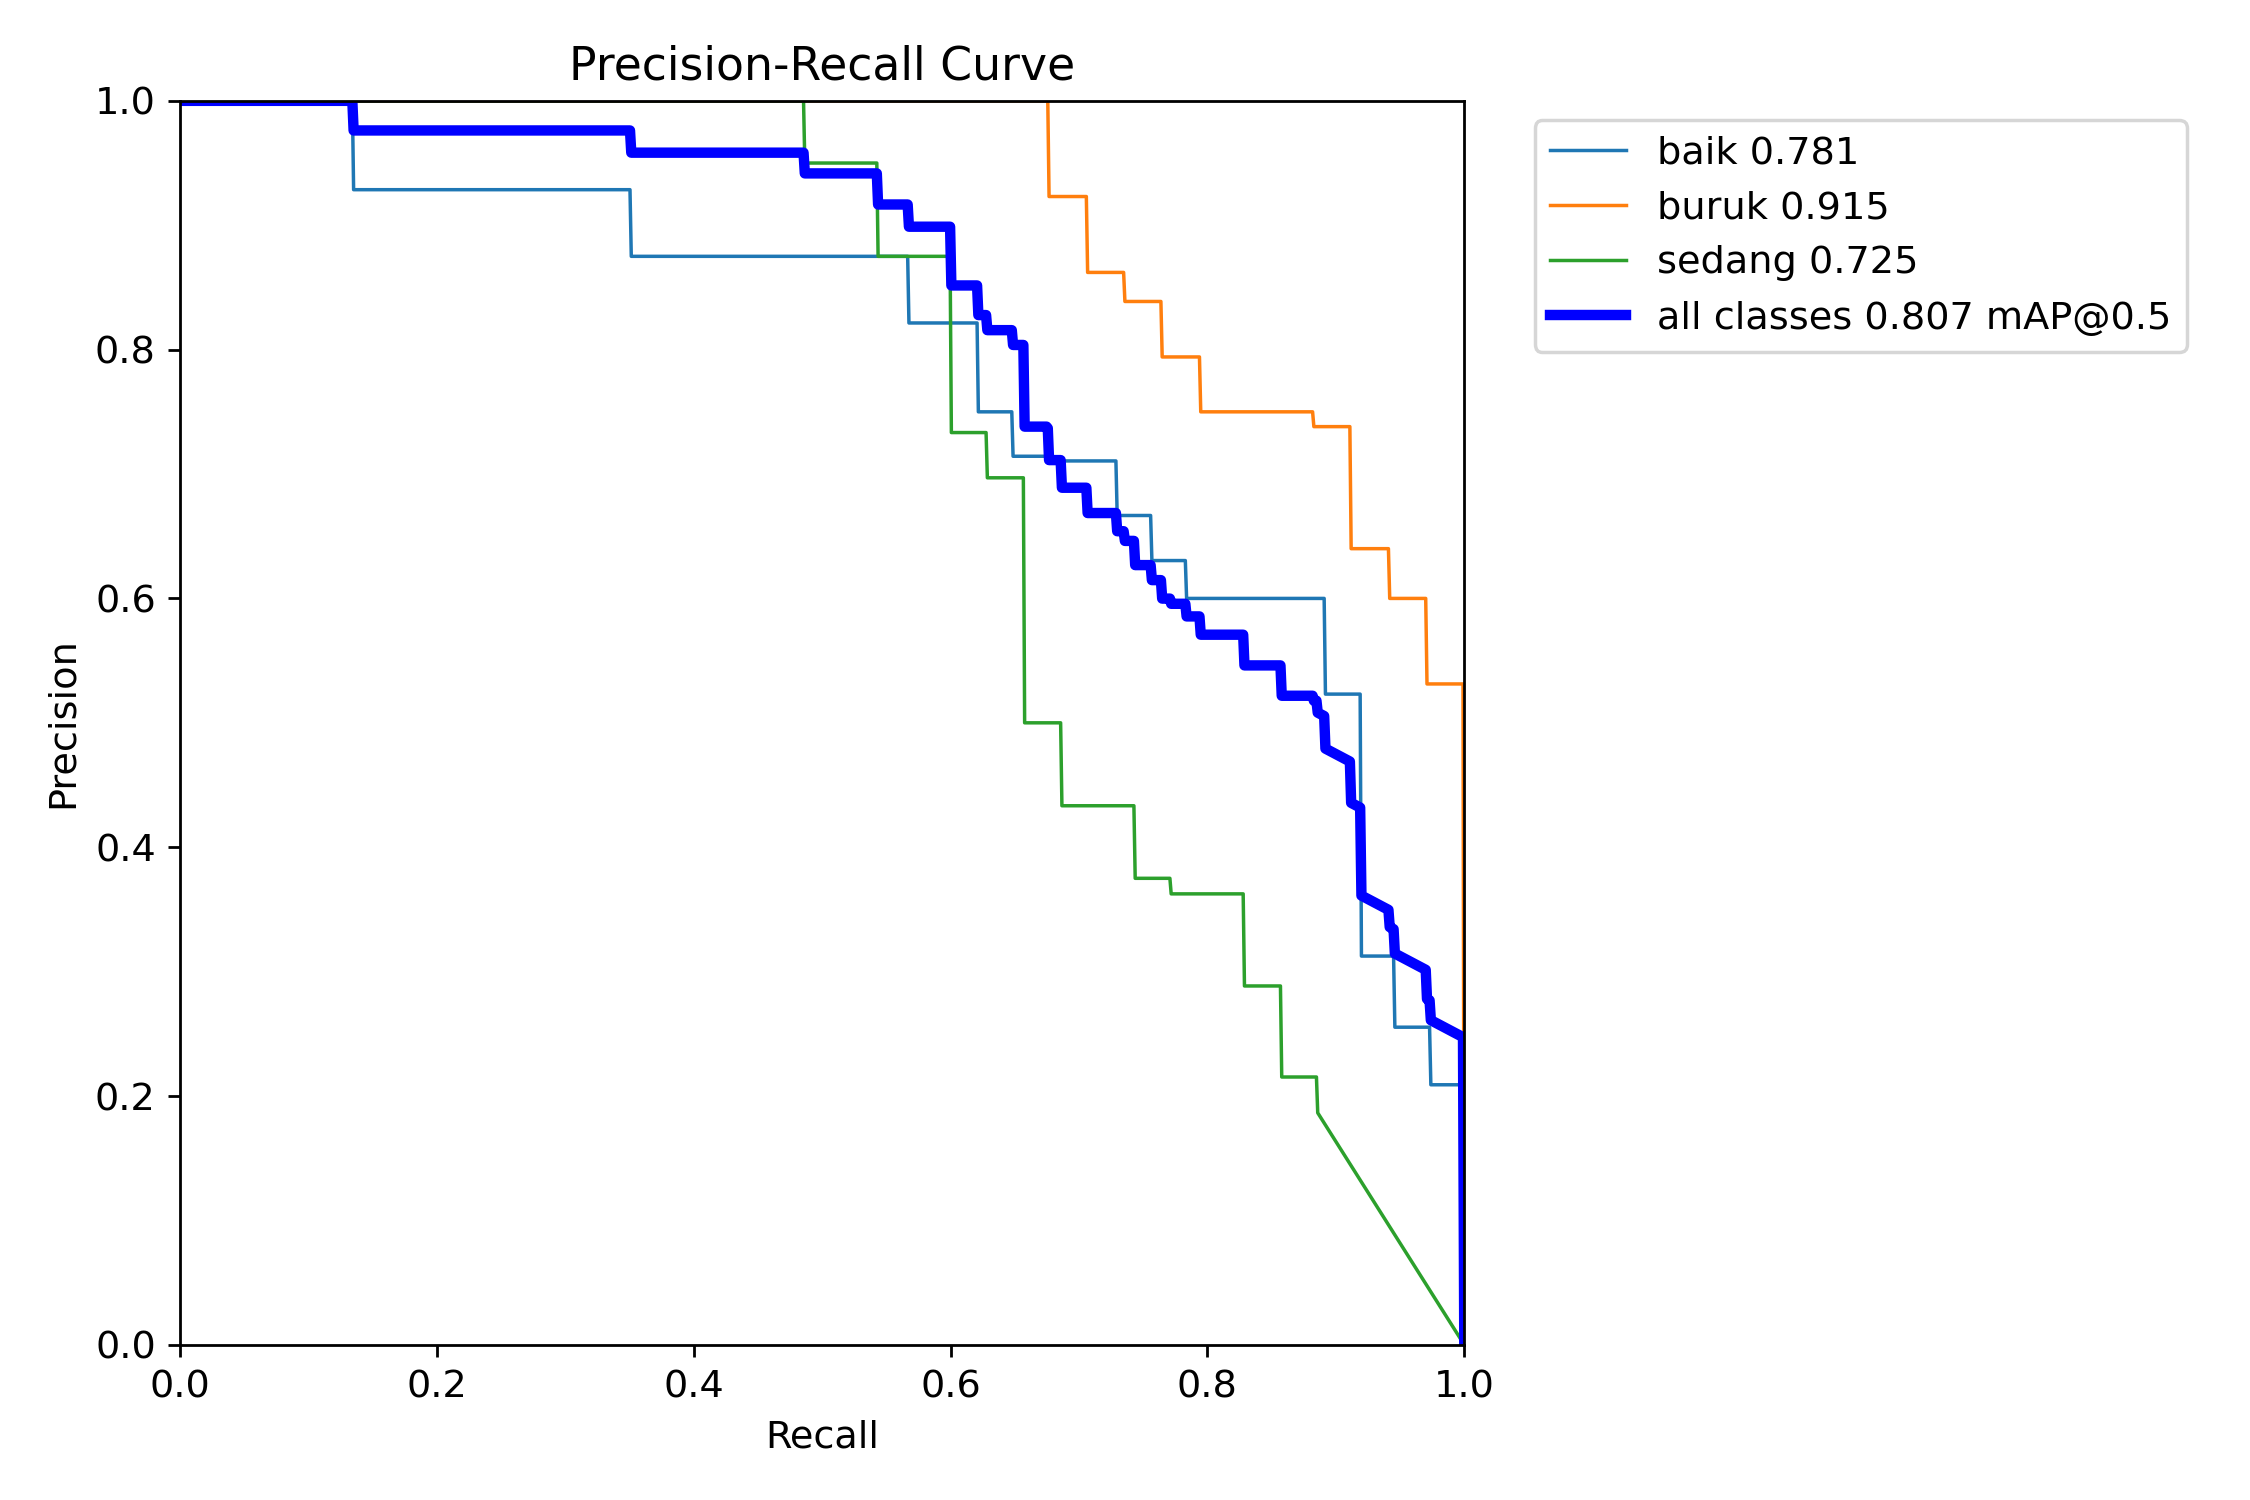 Precision-Recall Curve
1.0
0.8
0.6
0.4
0.2
0.0
Precision
0.0 0.2 0.4 0.6 0.8 1.0
Recall
baik 0.781
buruk 0.915
sedang 0.725
all classes 0.807 mAP@0.5